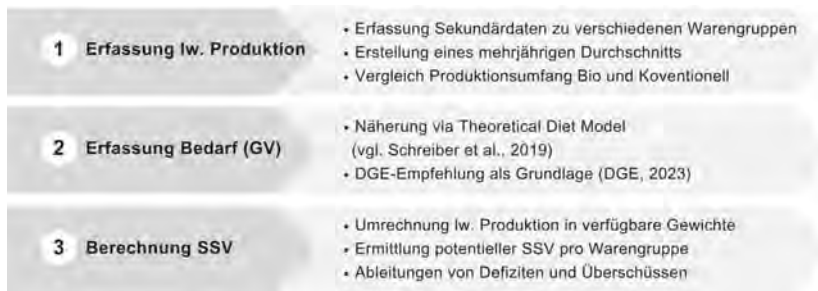 1 Erfassung lw. Produktion
• Erfassung Sekundärdaten zu verschiedenen Warengruppen
• Erstellung eines mehrjährigen Durchschnitts
• Vergleich Produktionsumfang Bio und Koventionell
2 Erfassung Bedarf (GV)
• Näherung via Theoretical Diet Model
(vgl. Schreiber et al., 2019)
• DGE-Empfehlung als Grundlage (DGE, 2023)
3 Berechnung SSV
• Umrechnung lw. Produktion in verfügbare Gewichte
• Ermittlung potentieller SSV pro Warengruppe
• Ableitungen von Defiziten und Überschüssen